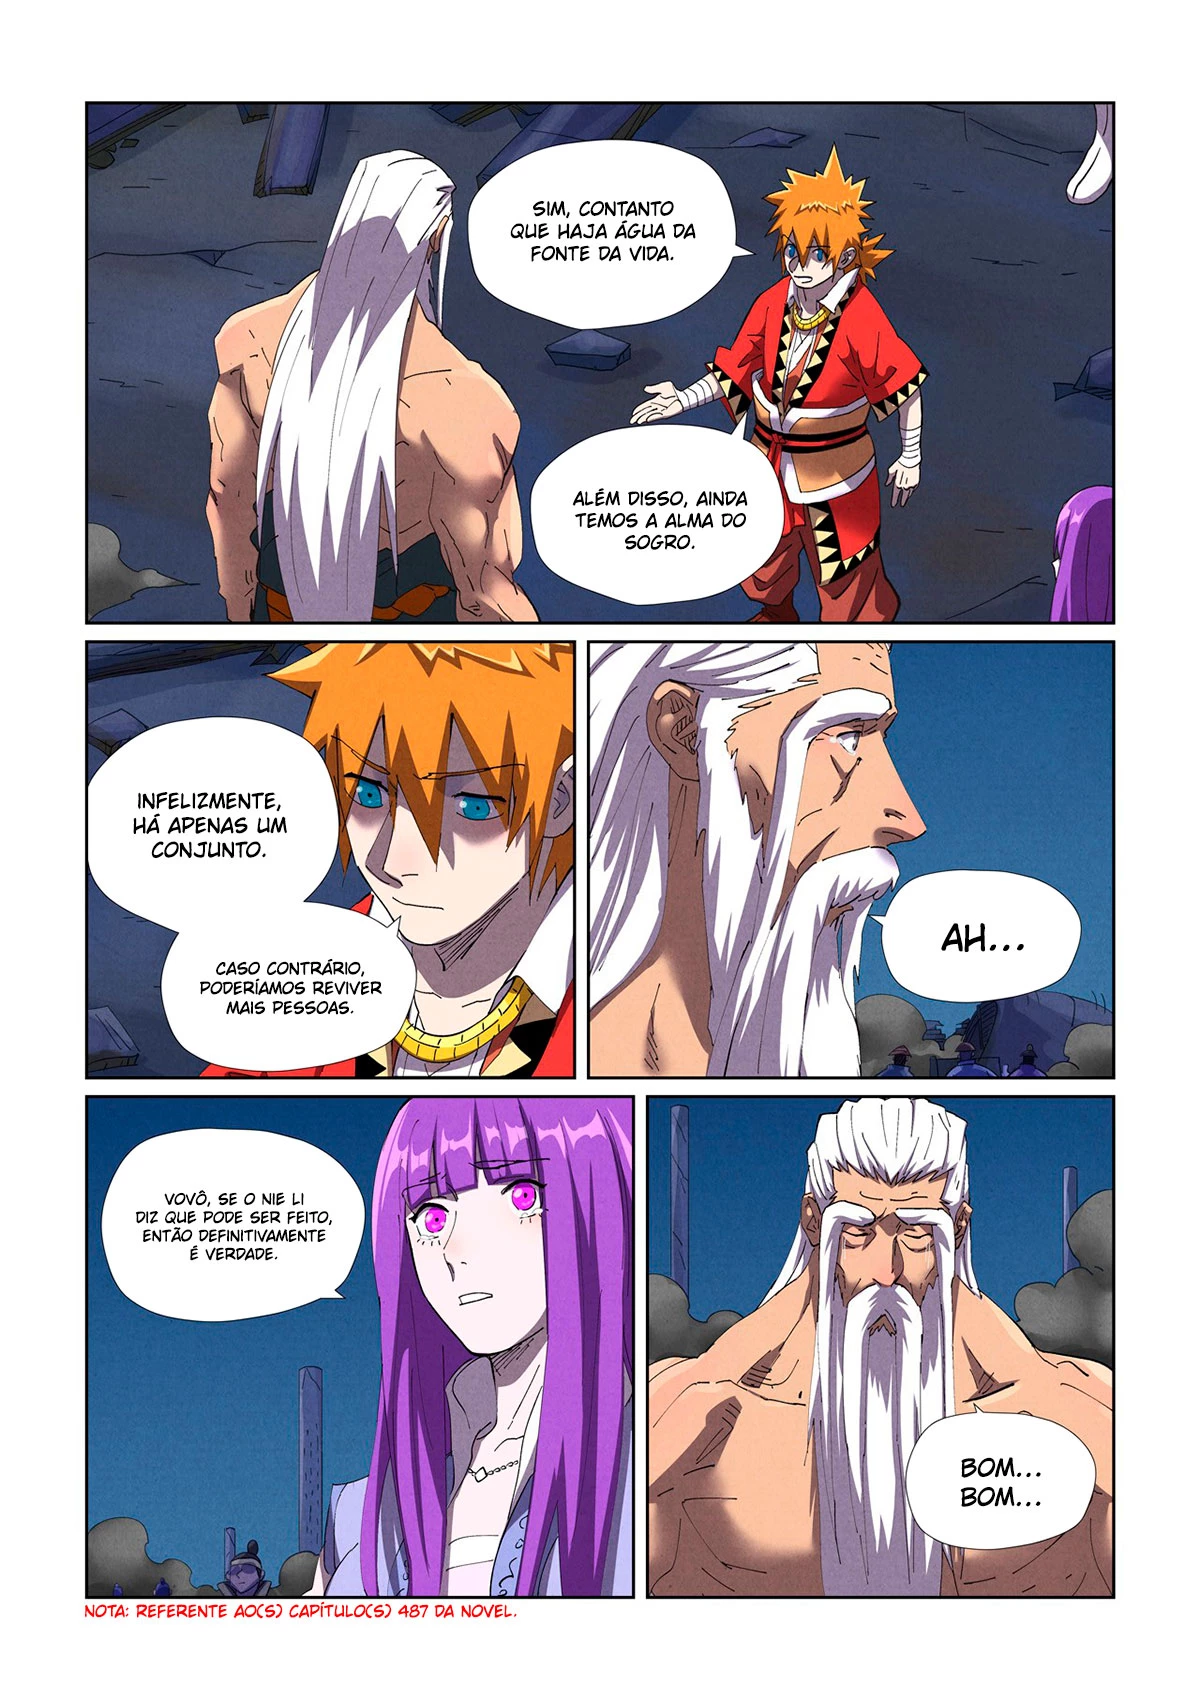 SIM, CONTANTO
QUE HAJA ÁGUA DA
FONTE DA VIDA.
ALÉM DISSO, AINDA
TEMOS A ALMA DO
SOGRO.
INFELIZMENTE,
HÁ APENAS UM
CONJUNTO.
CASO CONTRÁRIO,
PODERÍAMOS REVIVER
MAIS PESSOAS.
AH...
VOVÔ, SE O NIE LI
DIZ QUE PODE SER FEITO,
ENTÃO DEFINITIVAMENTE
É VERDADE.
BOM...
BOM...
NOTA: REFERENTE AO(S) CAPÍTULO(S) 487 DA NOVEL.